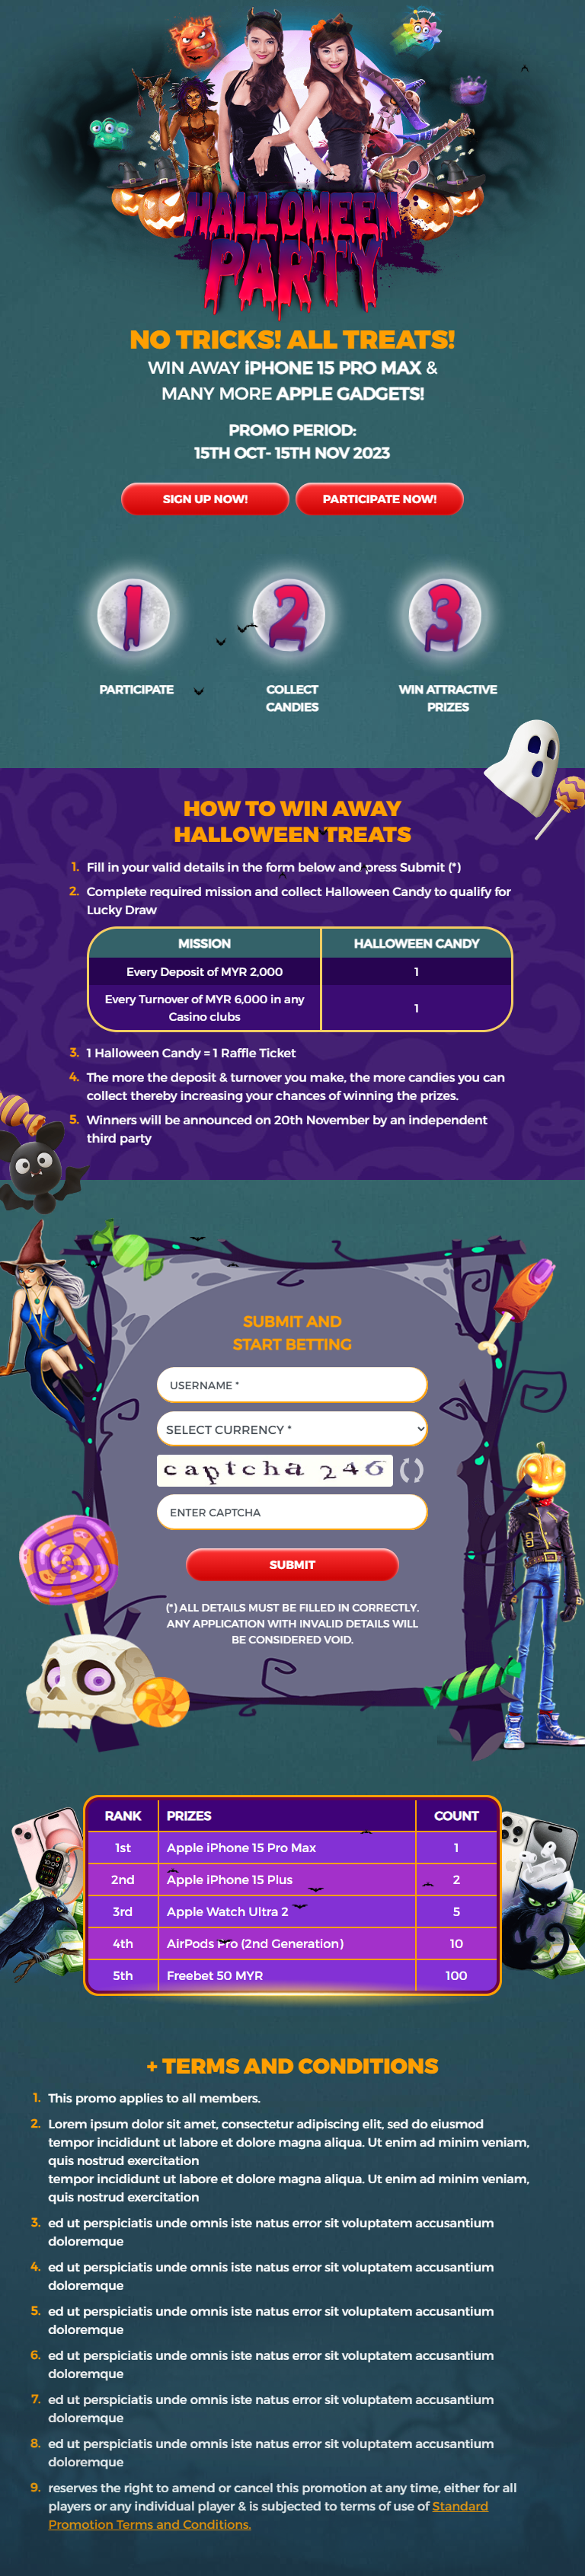 HALLOWEEN
PARTY
NO TRICKS! ALL TREATS!
WIN AWAY iPHONE 15 PRO MAX &
MANY MORE APPLE GADGETS!
PROMO PERIOD:
15TH OCT- 15TH NOV 2023
SIGN UP NOW! PARTICIPATE NOW!
1 2 3
PARTICIPATE COLLECT WIN ATTRACTIVE
CANDIES PRIZES
HOW TO WIN AWAY
HALLOWEEN TREATS
1. Fill in your valid details in the form below and press Submit (*)
2. Complete required mission and collect Halloween Candy to qualify for
Lucky Draw
MISSION HALLOWEEN CANDY
Every Deposit of MYR 2,000 1
Every Turnover of MYR 6,000 in any
Casino clubs 1
3. 1 Halloween Candy = 1 Raffle Ticket
4. The more the deposit & turnover you make, the more candies you can
collect thereby increasing your chances of winning the prizes.
5. Winners will be announced on 20th November by an independent
third party
SUBMIT AND
START BETTING
USERNAME *
SELECT CURRENCY *
captcha 246
ENTER CAPTCHA
SUBMIT
(*) ALL DETAILS MUST BE FILLED IN CORRECTLY.
ANY APPLICATION WITH INVALID DETAILS WILL
BE CONSIDERED VOID.
RANK PRIZES COUNT
1st Apple iPhone 15 Pro Max 1
2nd Apple iPhone 15 Plus 2
3rd Apple Watch Ultra 2 5
4th AirPods Pro (2nd Generation) 10
5th Freebet 50 MYR 100
+ TERMS AND CONDITIONS
1. This promo applies to all members.
2. Lorem ipsum dolor sit amet, consectetur adipiscing elit, sed do eiusmod
tempor incididunt ut labore et dolore magna aliqua. Ut enim ad minim veniam,
quis nostrud exercitation
tempor incididunt ut labore et dolore magna aliqua. Ut enim ad minim veniam,
quis nostrud exercitation
3. ed ut perspiciatis unde omnis iste natus error sit voluptatem accusantium
doloremque
4. ed ut perspiciatis unde omnis iste natus error sit voluptatem accusantium
doloremque
5. ed ut perspiciatis unde omnis iste natus error sit voluptatem accusantium
doloremque
6. ed ut perspiciatis unde omnis iste natus error sit voluptatem accusantium
doloremque
7. ed ut perspiciatis unde omnis iste natus error sit voluptatem accusantium
doloremque
8. ed ut perspiciatis unde omnis iste natus error sit voluptatem accusantium
doloremque
9. reserves the right to amend or cancel this promotion at any time, either for all
players or any individual player & is subjected to terms of use of Standard
Promotion Terms and Conditions.